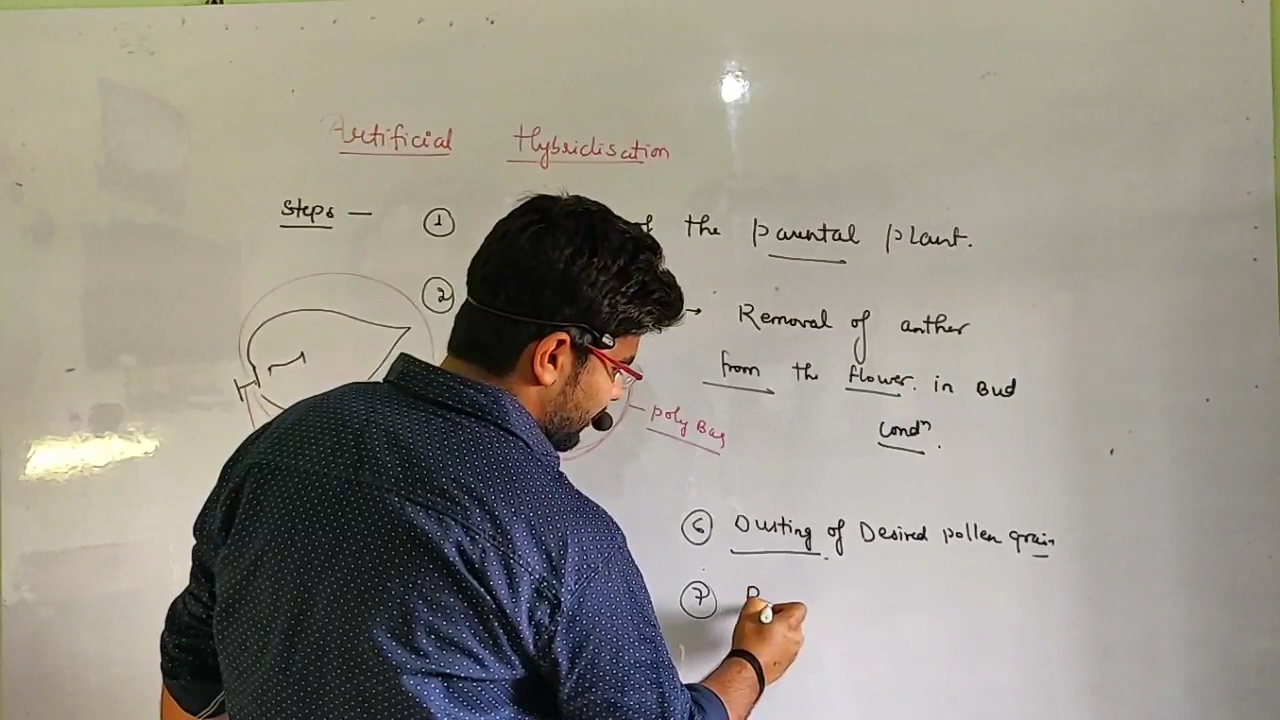 Artificial Hybridisation
Steps — ① of the parental plant.
② → Removal of anther
from the flower. in Bud
condⁿ.
poly Bag
⑥ Dusting of Desired pollen grain
⑦ R